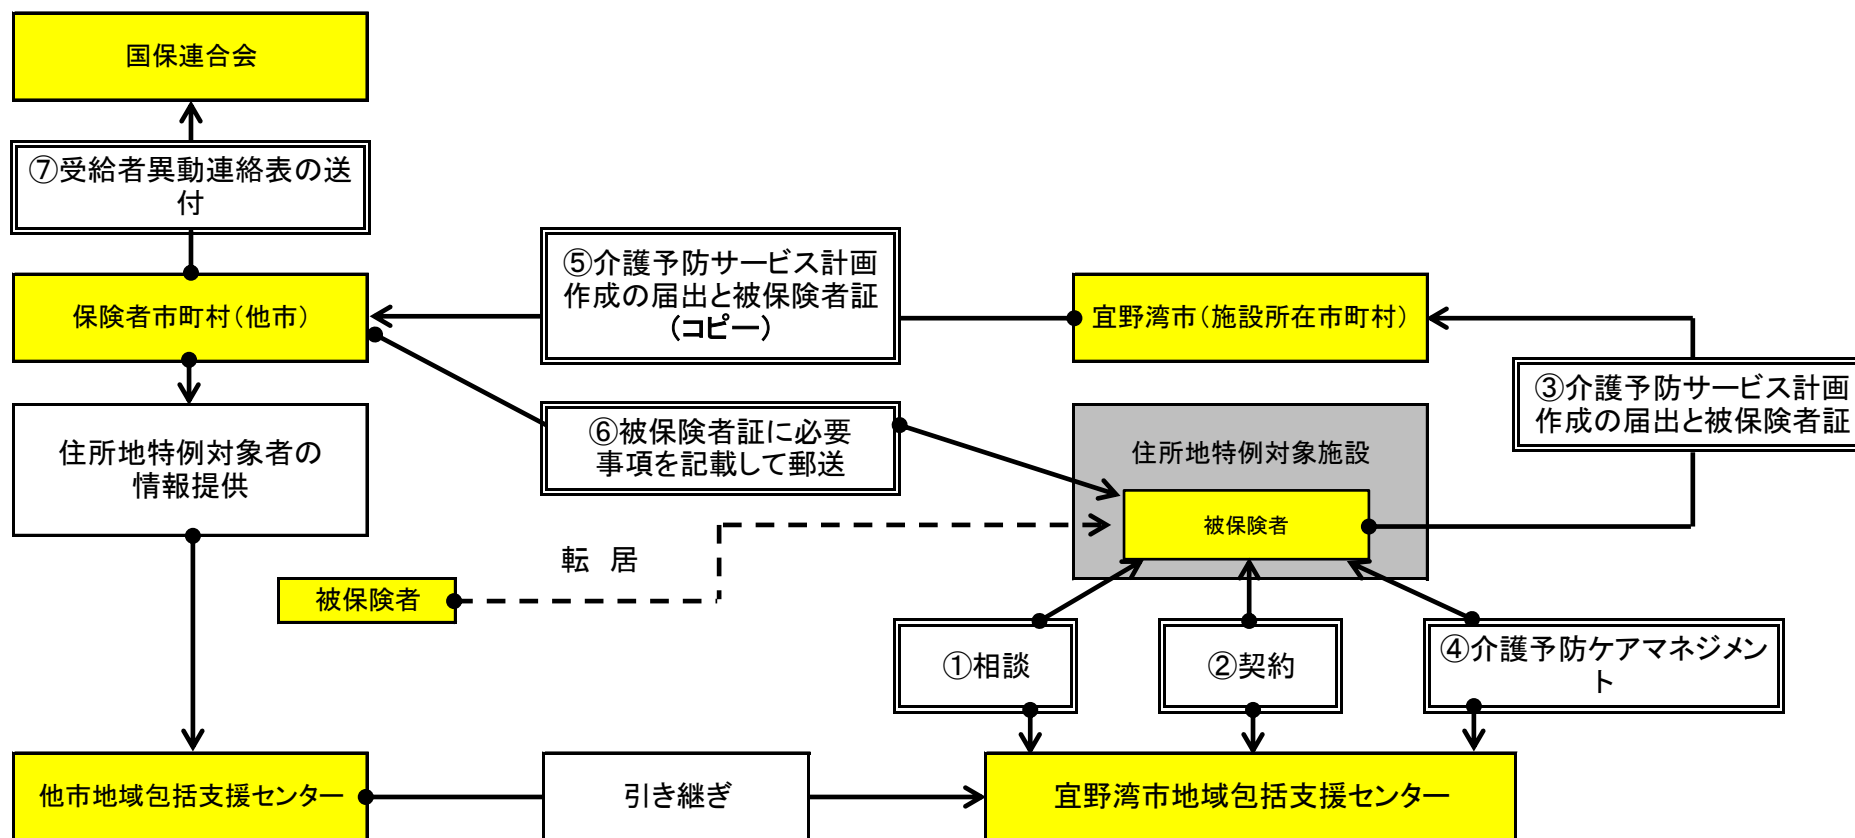 国保連合会
⑦受給者異動連絡表の送
付
保険者市町村（他市）
⑤介護予防サービス計画
作成の届出と被保険者証
（コピー）
宜野湾市（施設所在市町村）
③介護予防サービス計画
作成の届出と被保険者証
住所地特例対象者の
情報提供
⑥被保険者証に必要
事項を記載して郵送
住所地特例対象施設
被保険者
転 居
被保険者
①相談
②契約
④介護予防ケアマネジメン
ト
他市地域包括支援センター
引き継ぎ
宜野湾市地域包括支援センター